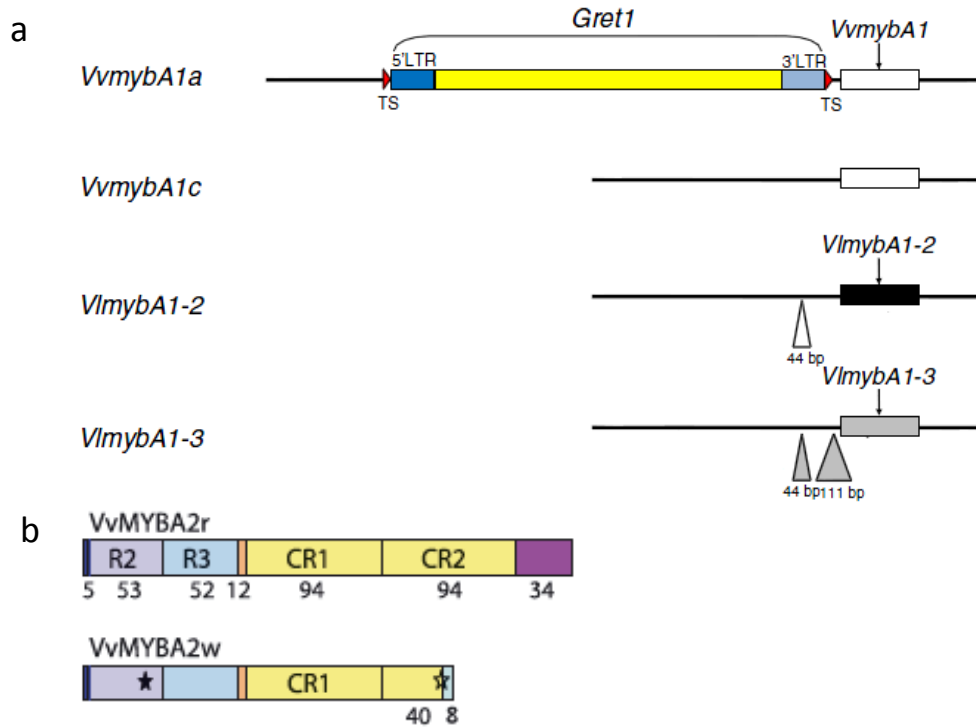 a
Gret1
VvmybA1
VvmybA1a
5'LTR
3'LTR
TS
TS
VvmybA1c
VlmybA1-2
VlmybA1-2
44 bp
VlmybA1-3
VlmybA1-3
44 bp
111 bp
b
VvMYBA2r
R2 R3 CR1 CR2
5 53 52 12 94 94 34
VvMYBA2w
CR1
40 8